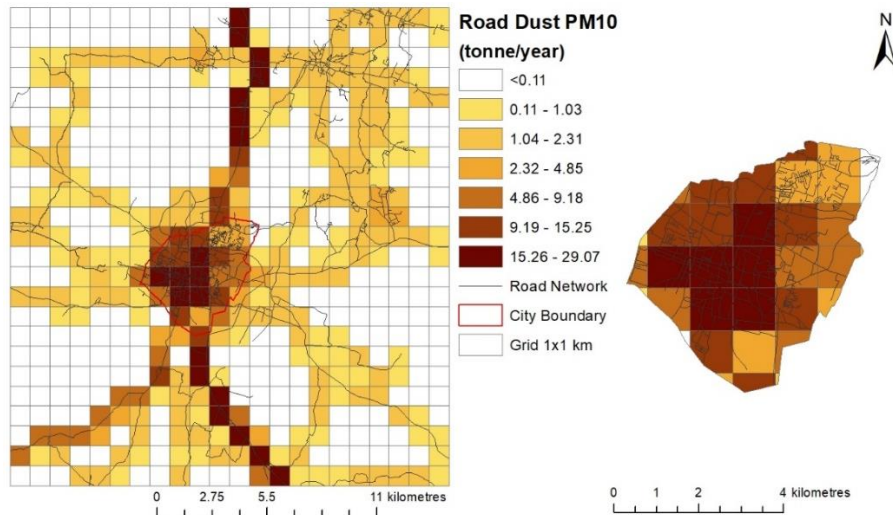 Road Dust PM10
(tonne/year)
<0.11
0.11 - 1.03
1.04 - 2.31
2.32 - 4.85
4.86 - 9.18
9.19 - 15.25
15.26 - 29.07
Road Network
City Boundary
Grid 1x1 km
N
0 2.75 5.5 11 kilometres
0 1 2 4 kilometres